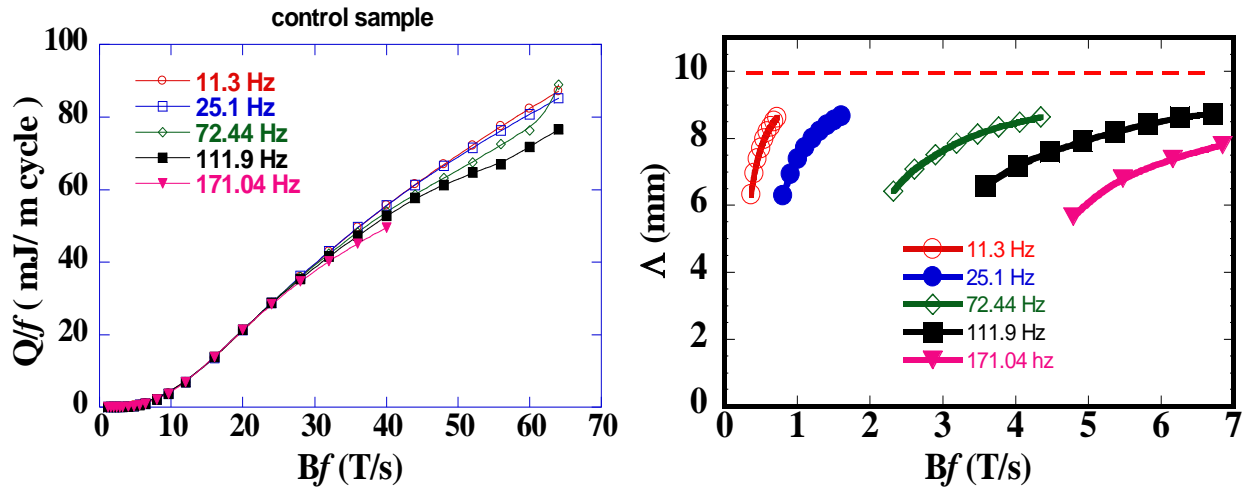 control sample
100
80
60
40
20
0
Q/f ( mJ/ m cycle)
11.3 Hz
25.1 Hz
72.44 Hz
111.9 Hz
171.04 Hz
0 10 20 30 40 50 60 70
Bf (T/s)
10
8
6
4
2
0
Λ (mm)
11.3 Hz
25.1 Hz
72.44 Hz
111.9 Hz
171.04 hz
0 1 2 3 4 5 6 7
Bf (T/s)